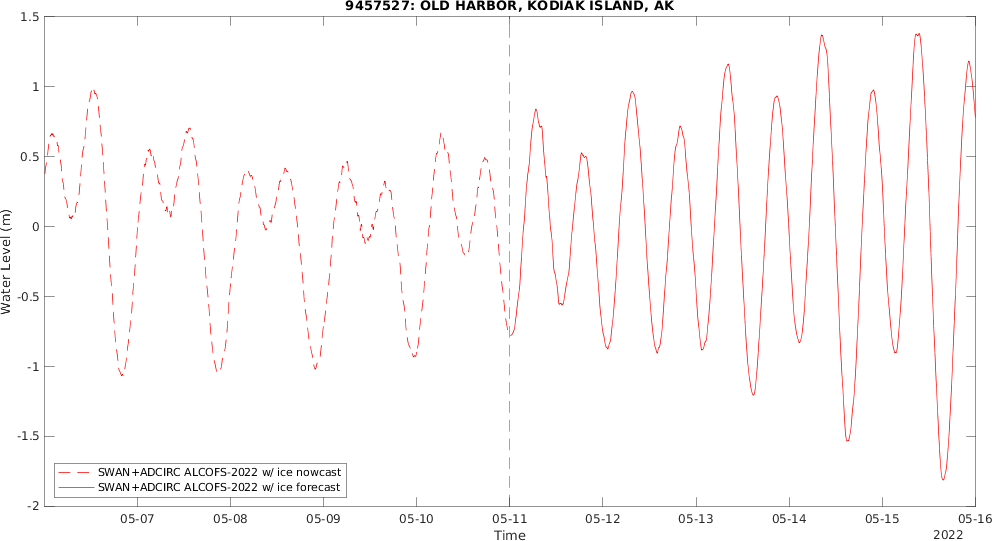 9457527: OLD HARBOR, KODIAK ISLAND, AK
Water Level (m)
1.5
1
0.5
0
-0.5
-1
-1.5
-2
SWAN+ADCIRC ALCOFS-2022 w/ ice nowcast
SWAN+ADCIRC ALCOFS-2022 w/ ice forecast
05-07 05-08 05-09 05-10 05-11 05-12 05-13 05-14 05-15 05-16
Time
2022